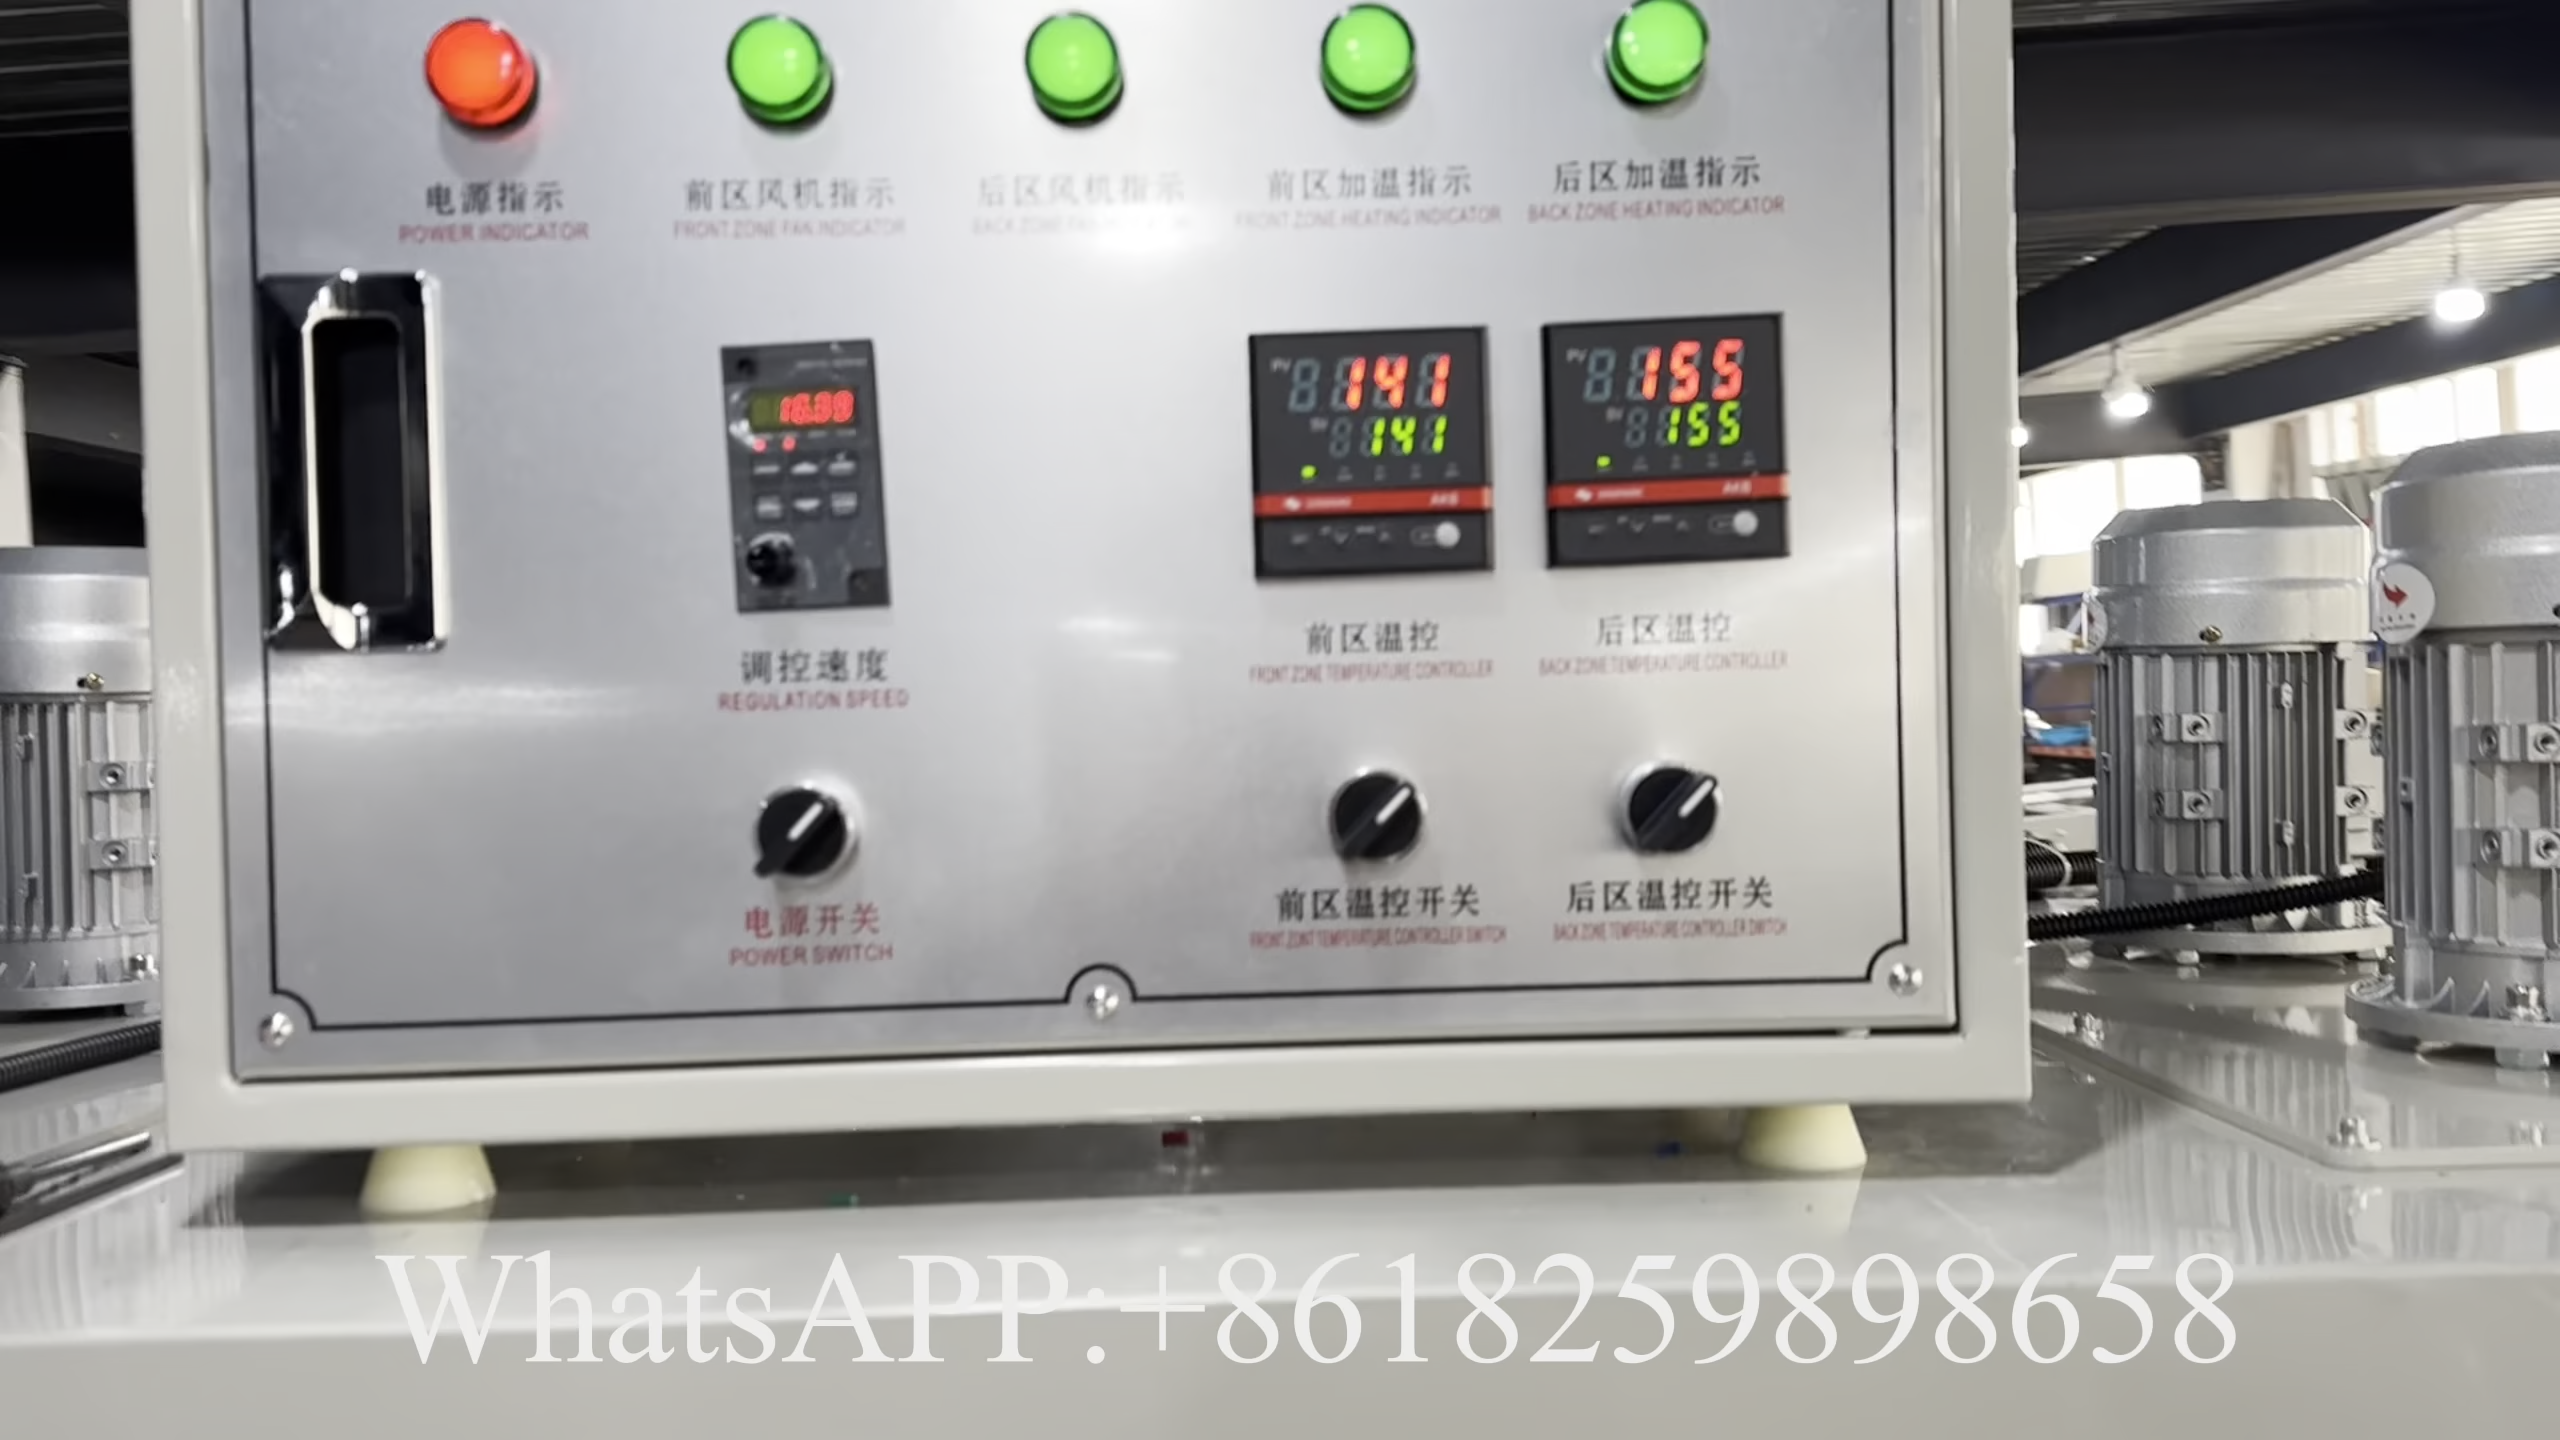 电源指示
POWER INDICATOR
前区风机指示
FRONT ZONE FAN INDICATOR
后区风机指示
BACK ZONE FAN
前区加温指示
FRONT ZONE HEATING INDICATOR
后区加温指示
BACK ZONE HEATING INDICATOR
16.39
调控速度
REGULATION SPEED
PV 141
SV 141
前区温控
FRONT ZONE TEMPERATURE CONTROLLER
PV 155
SV 155
后区温控
BACK ZONE TEMPERATURE CONTROLLER
电源开关
POWER SWITCH
前区温控开关
FRONT ZONT TEMPERATURE CONTROLLER SWITCH
后区温控开关
BACK ZONE TEMPERATURE CONTROLLER SWITCH
WhatsAPP:+8618259898658